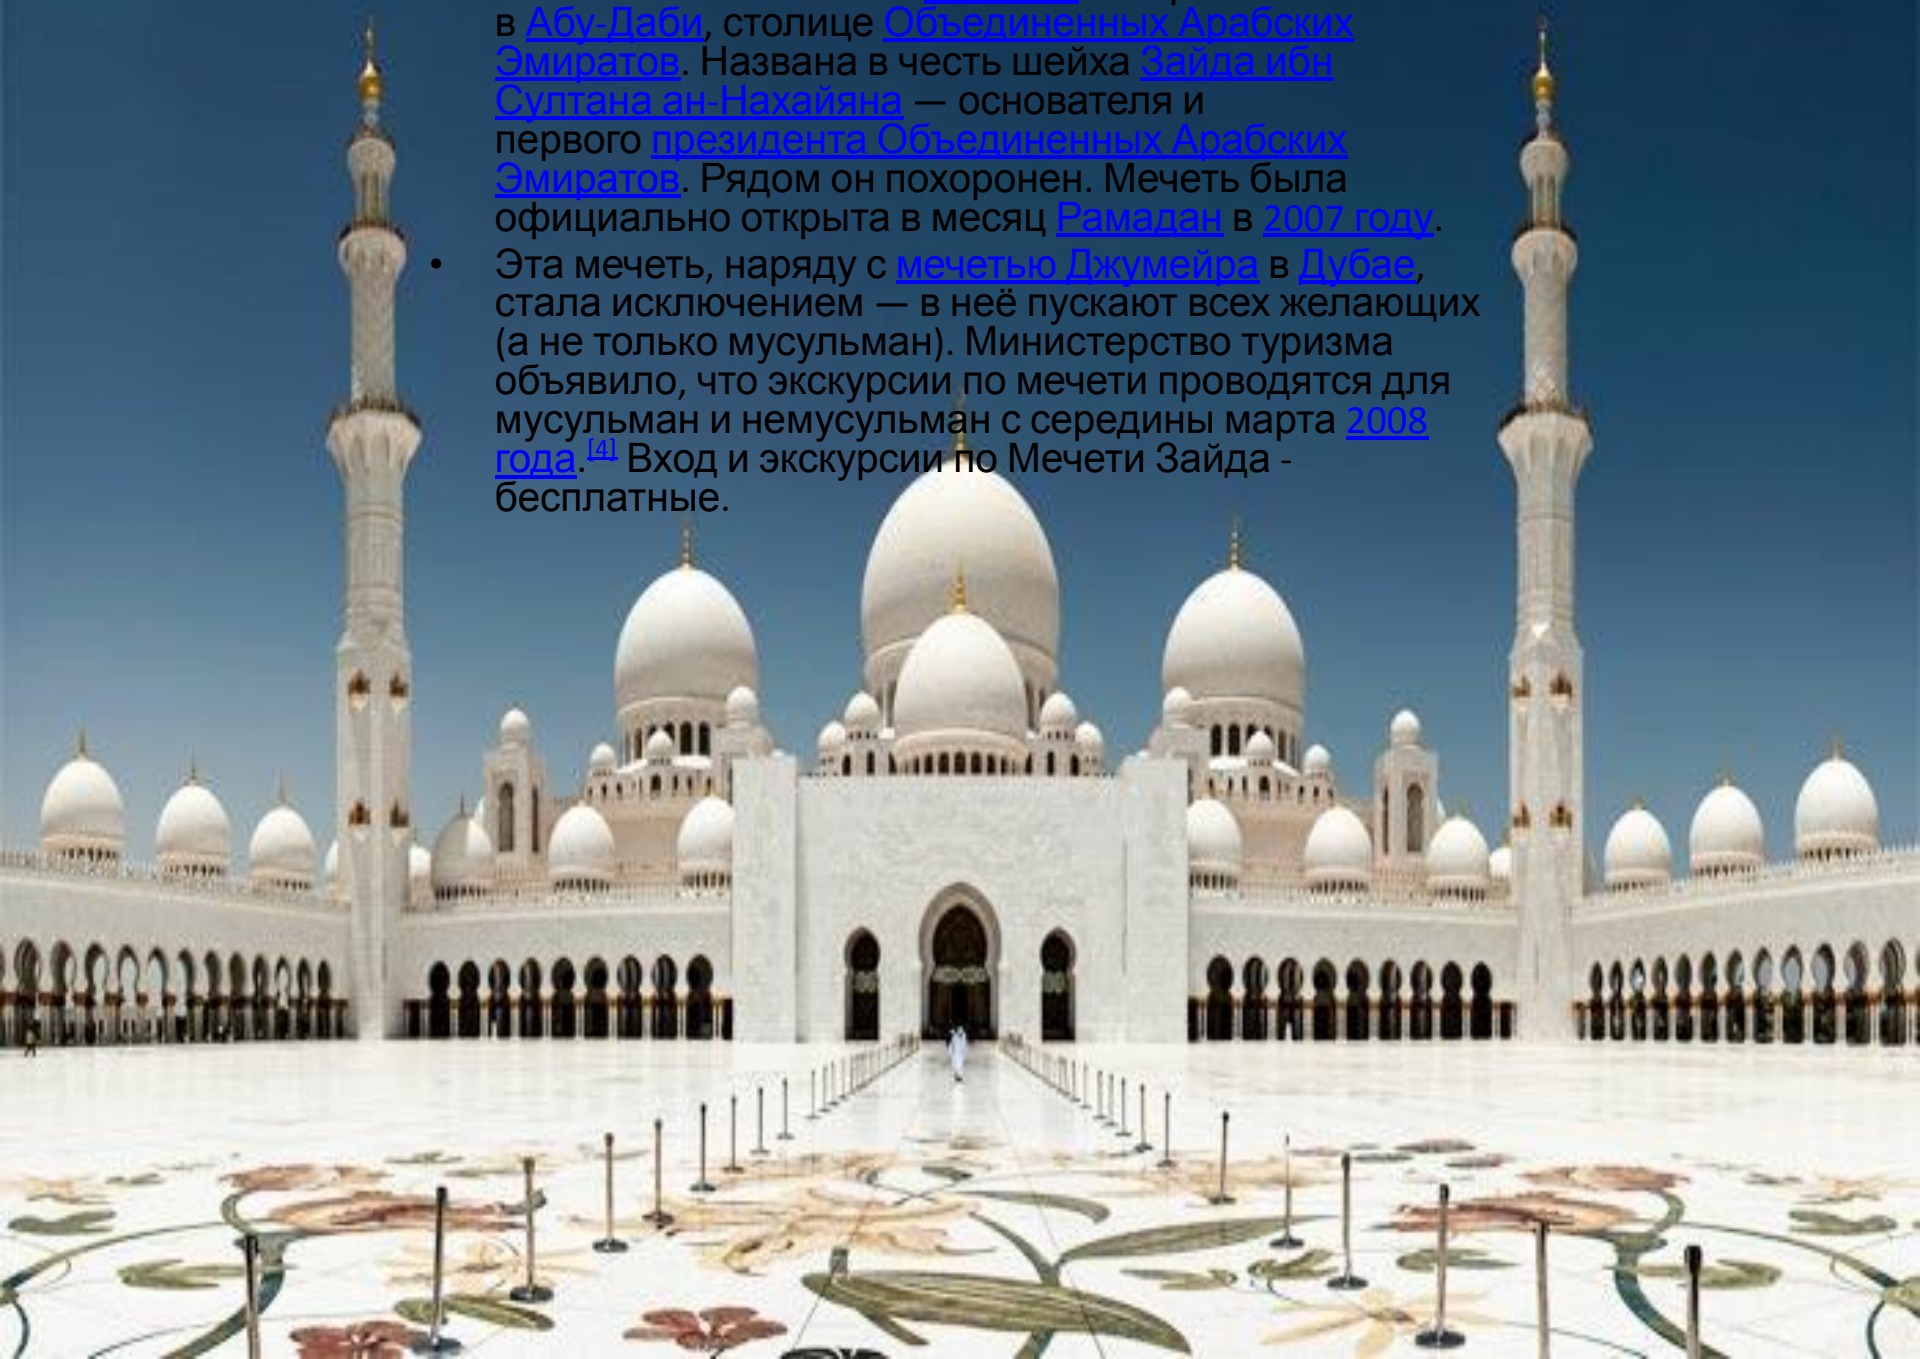 в Абу-Даби, столице Объединенных Арабских
Эмиратов. Названа в честь шейха Зайда ибн
Султана ан-Нахайяна — основателя и
первого президента Объединенных Арабских
Эмиратов. Рядом он похоронен. Мечеть была
официально открыта в месяц Рамадан в 2007 году.
• Эта мечеть, наряду с мечетью Джумейра в Дубае,
стала исключением — в неё пускают всех желающих
(а не только мусульман). Министерство туризма
объявило, что экскурсии по мечети проводятся для
мусульман и немусульман с середины марта 2008
года.[4] Вход и экскурсии по Мечети Зайда -
бесплатные.